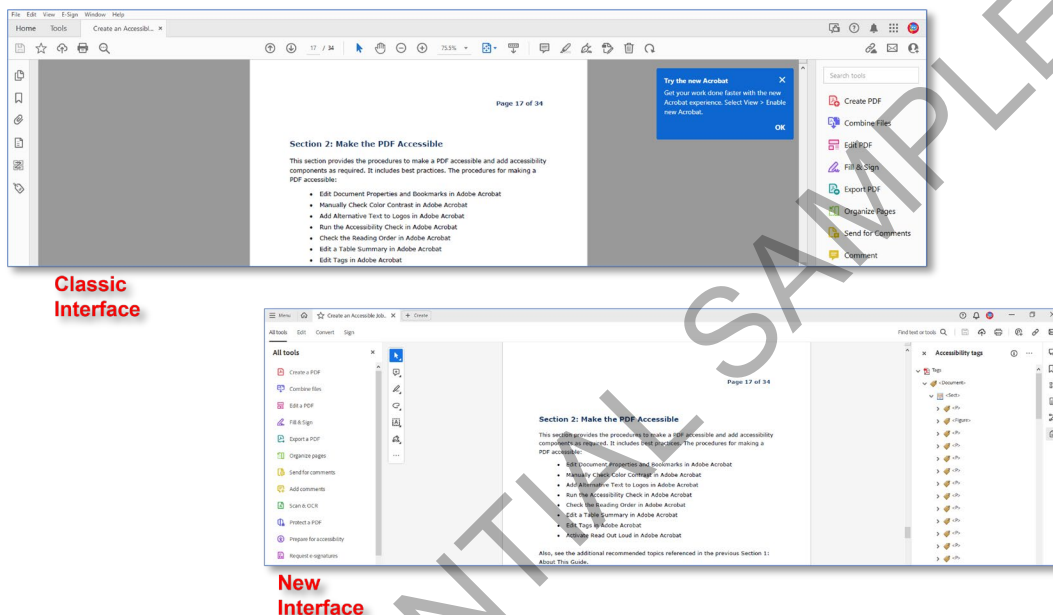 File Edit View E-Sign Window Help
Home Tools Create an Accessibl... ×
17 / 34 75.5%
Try the new Acrobat
Get your work done faster with the new
Acrobat experience. Select View > Enable
new Acrobat.
OK
Search tools
Create PDF
Combine Files
Edit PDF
Fill & Sign
Export PDF
Organize Pages
Send for Comments
Comment
Page 17 of 34
Section 2: Make the PDF Accessible
This section provides the procedures to make a PDF accessible and add accessibility
components as required. It includes best practices. The procedures for making a
PDF accessible:
• Edit Document Properties and Bookmarks in Adobe Acrobat
• Manually Check Color Contrast in Adobe Acrobat
• Add Alternative Text to Logos in Adobe Acrobat
• Run the Accessibility Check in Adobe Acrobat
• Check the Reading Order in Adobe Acrobat
• Edit a Table Summary in Adobe Acrobat
• Edit Tags in Adobe Acrobat
Classic
Interface
Menu Create an Accessible Job.. × + Create
All tools Edit Convert Sign Find text or tools
All tools ×
Create a PDF
Combine files
Edit a PDF
Fill & Sign
Export a PDF
Organize pages
Send for comments
Add comments
Scan & OCR
Protect a PDF
Prepare for accessibility
Request e-signatures
Page 17 of 34
Section 2: Make the PDF Accessible
This section provides the procedures to make a PDF accessible and add accessibility
components as required. It includes best practices. The procedures for making a
PDF accessible:
• Edit Document Properties and Bookmarks in Adobe Acrobat
• Manually Check Color Contrast in Adobe Acrobat
• Add Alternative Text to Logos in Adobe Acrobat
• Run the Accessibility Check in Adobe Acrobat
• Check the Reading Order in Adobe Acrobat
• Edit a Table Summary in Adobe Acrobat
• Edit Tags in Adobe Acrobat
• Activate Read Out Loud in Adobe Acrobat
Also, see the additional recommended topics referenced in the previous Section 1:
About This Guide.
× Accessibility tags
Tags
<Document>
<Sect>
<P>
<Figure>
<P>
<P>
<P>
<P>
<P>
<P>
<P>
<P>
<P>
<P>
New
Interface
NTIAL SAMPLE